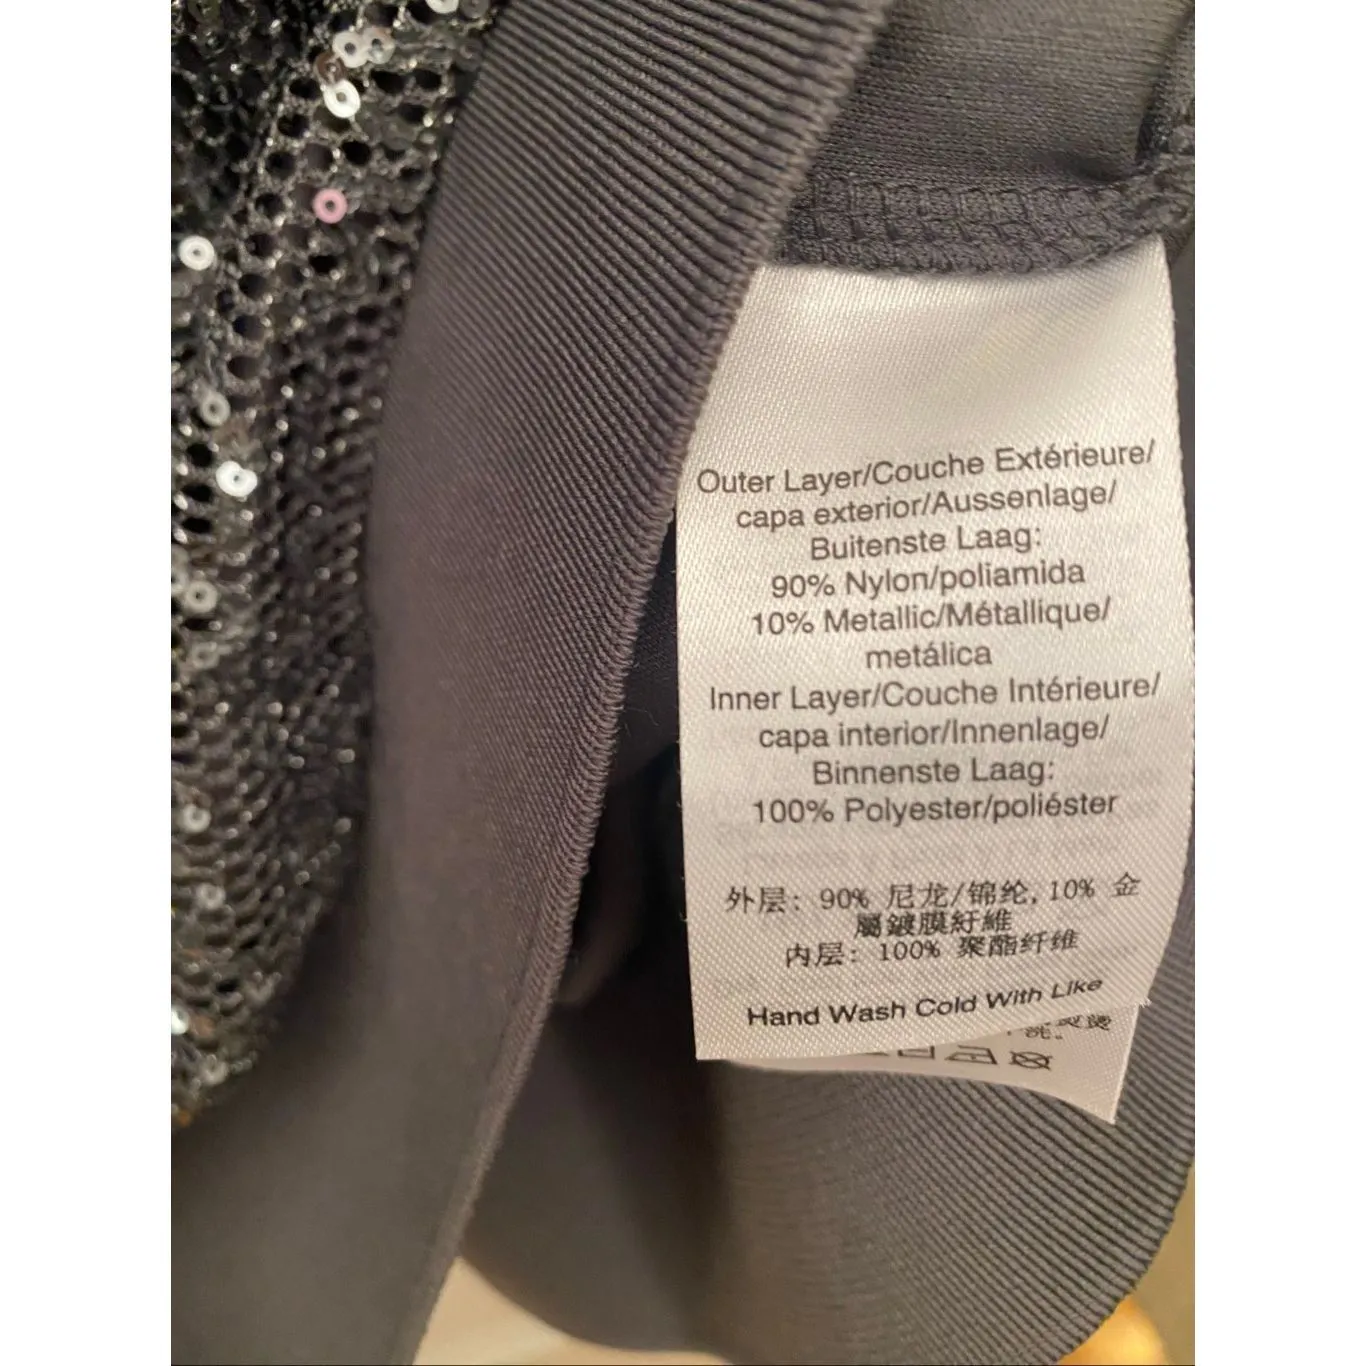 Outer Layer/Couche Extérieure/
capa exterior/Aussenlage/
Buitenste Laag:
90% Nylon/poliamida
10% Metallic/Métallique/
metálica
Inner Layer/Couche Intérieure/
capa interior/Innenlage/
Binnenste Laag:
100% Polyester/poliéster
外层: 90% 尼龙/锦纶, 10% 金
屬鍍膜紆維
内层: 100% 聚酯纤维
Hand Wash Cold With Like